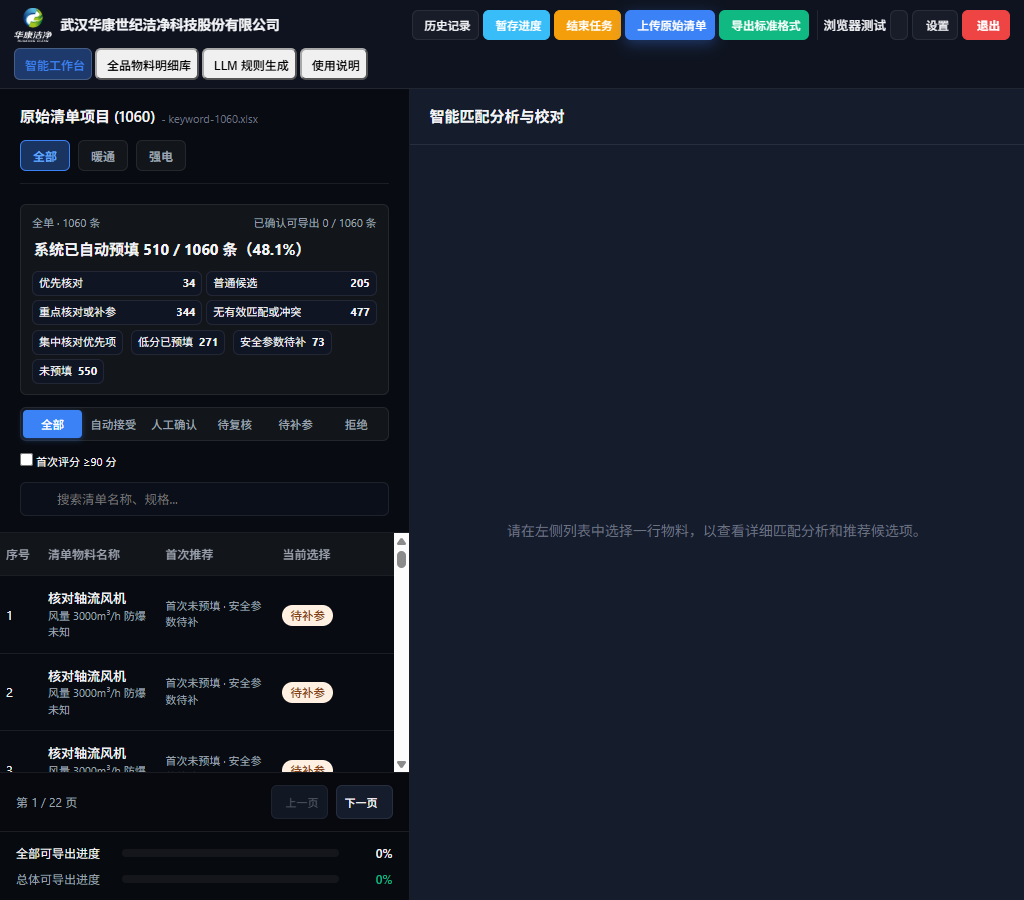 华康洁净
武汉华康世纪洁净科技股份有限公司
历史记录
暂存进度
结束任务
上传原始清单
导出标准格式
浏览器测试
设置
退出
智能工作台
全品物料明细库
LLM 规则生成
使用说明
原始清单项目 (1060) - keyword-1060.xlsx
智能匹配分析与校对
全部
暖通
强电
全单 · 1060 条
已确认可导出 0 / 1060 条
系统已自动预填 510 / 1060 条（48.1%）
优先核对 34
普通候选 205
重点核对或补参 344
无有效匹配或冲突 477
集中核对优先项
低分已预填 271
安全参数待补 73
未预填 550
全部
自动接受
人工确认
待复核
待补参
拒绝
首次评分 ≥90 分
搜索清单名称、规格...
请在左侧列表中选择一行物料，以查看详细匹配分析和推荐候选项。
序号
清单物料名称
首次推荐
当前选择
1
核对轴流风机
风量 3000m³/h 防爆
未知
首次未预填 · 安全参
数待补
待补参
2
核对轴流风机
风量 3000m³/h 防爆
未知
首次未预填 · 安全参
数待补
待补参
3
核对轴流风机
风量 3000m³/h 防爆
首次未预填 · 安全参
待补参
第 1 / 22 页
上一页
下一页
全部可导出进度
0%
总体可导出进度
0%